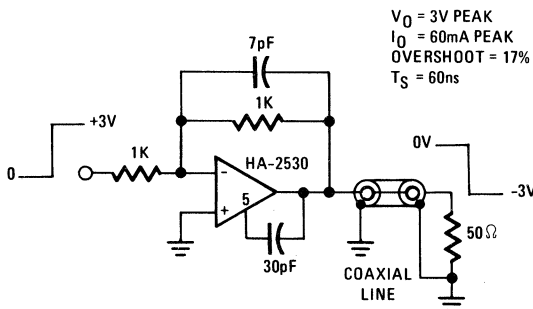 V_O = 3V PEAK
I_O = 60mA PEAK
OVERSHOOT = 17%
T_S = 60ns
7pF
1K
+3V
0
1K
HA-2530
-
+
5
30pF
0V
-3V
50Ω
COAXIAL
LINE